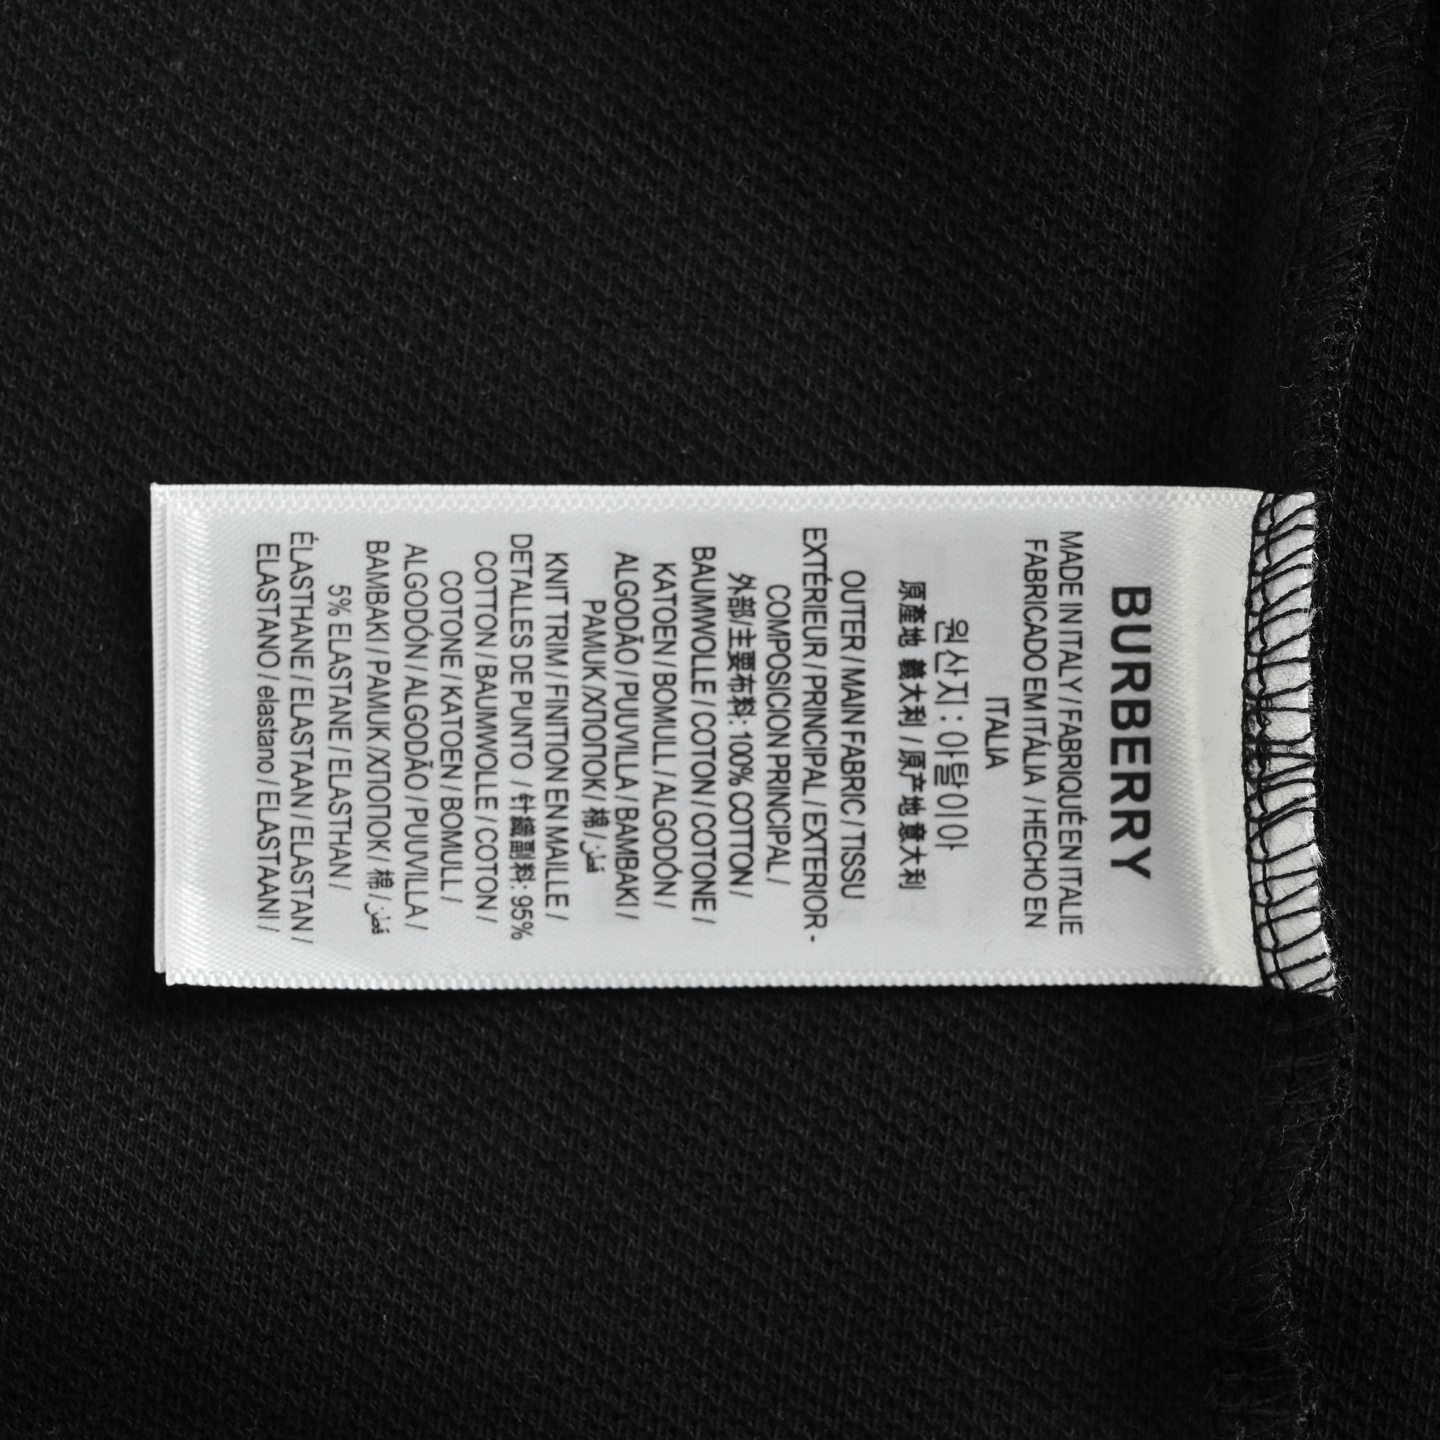 BURBERRY
MADE IN ITALY / FABRIQUÉ EN ITALIE
FABRICADO EM ITÁLIA / HECHO EN
ITALIA
원산지 : 이탈이아
原產地 義大利 / 原产地 意大利
OUTER / MAIN FABRIC / TISSU
EXTÉRIEUR / PRINCIPAL / EXTERIOR -
COMPOSICION PRINCIPAL /
外部/主要布料: 100% COTTON /
BAUMWOLLE / COTON / COTONE /
KATOEN / BOMULL / ALGODÓN /
ALGODÃO / PUUVILLA / BAMBAKI /
PAMUK /ХЛОПОК/ 棉 / قطن
KNIT TRIM / FINITION EN MAILLE /
DETALLES DE PUNTO / 针織副料: 95%
COTTON / BAUMWOLLE / COTON /
COTONE / KATOEN / BOMULL /
ALGODÓN / ALGODÃO / PUUVILLA /
BAMBAKI / PAMUK /ХЛОПОК/ 棉 / قطن
5% ELASTANE / ELASTHAN /
ÉLASTHANE / ELASTAAN / ELASTAN /
ELASTANO / elastano / ELASTAANI /